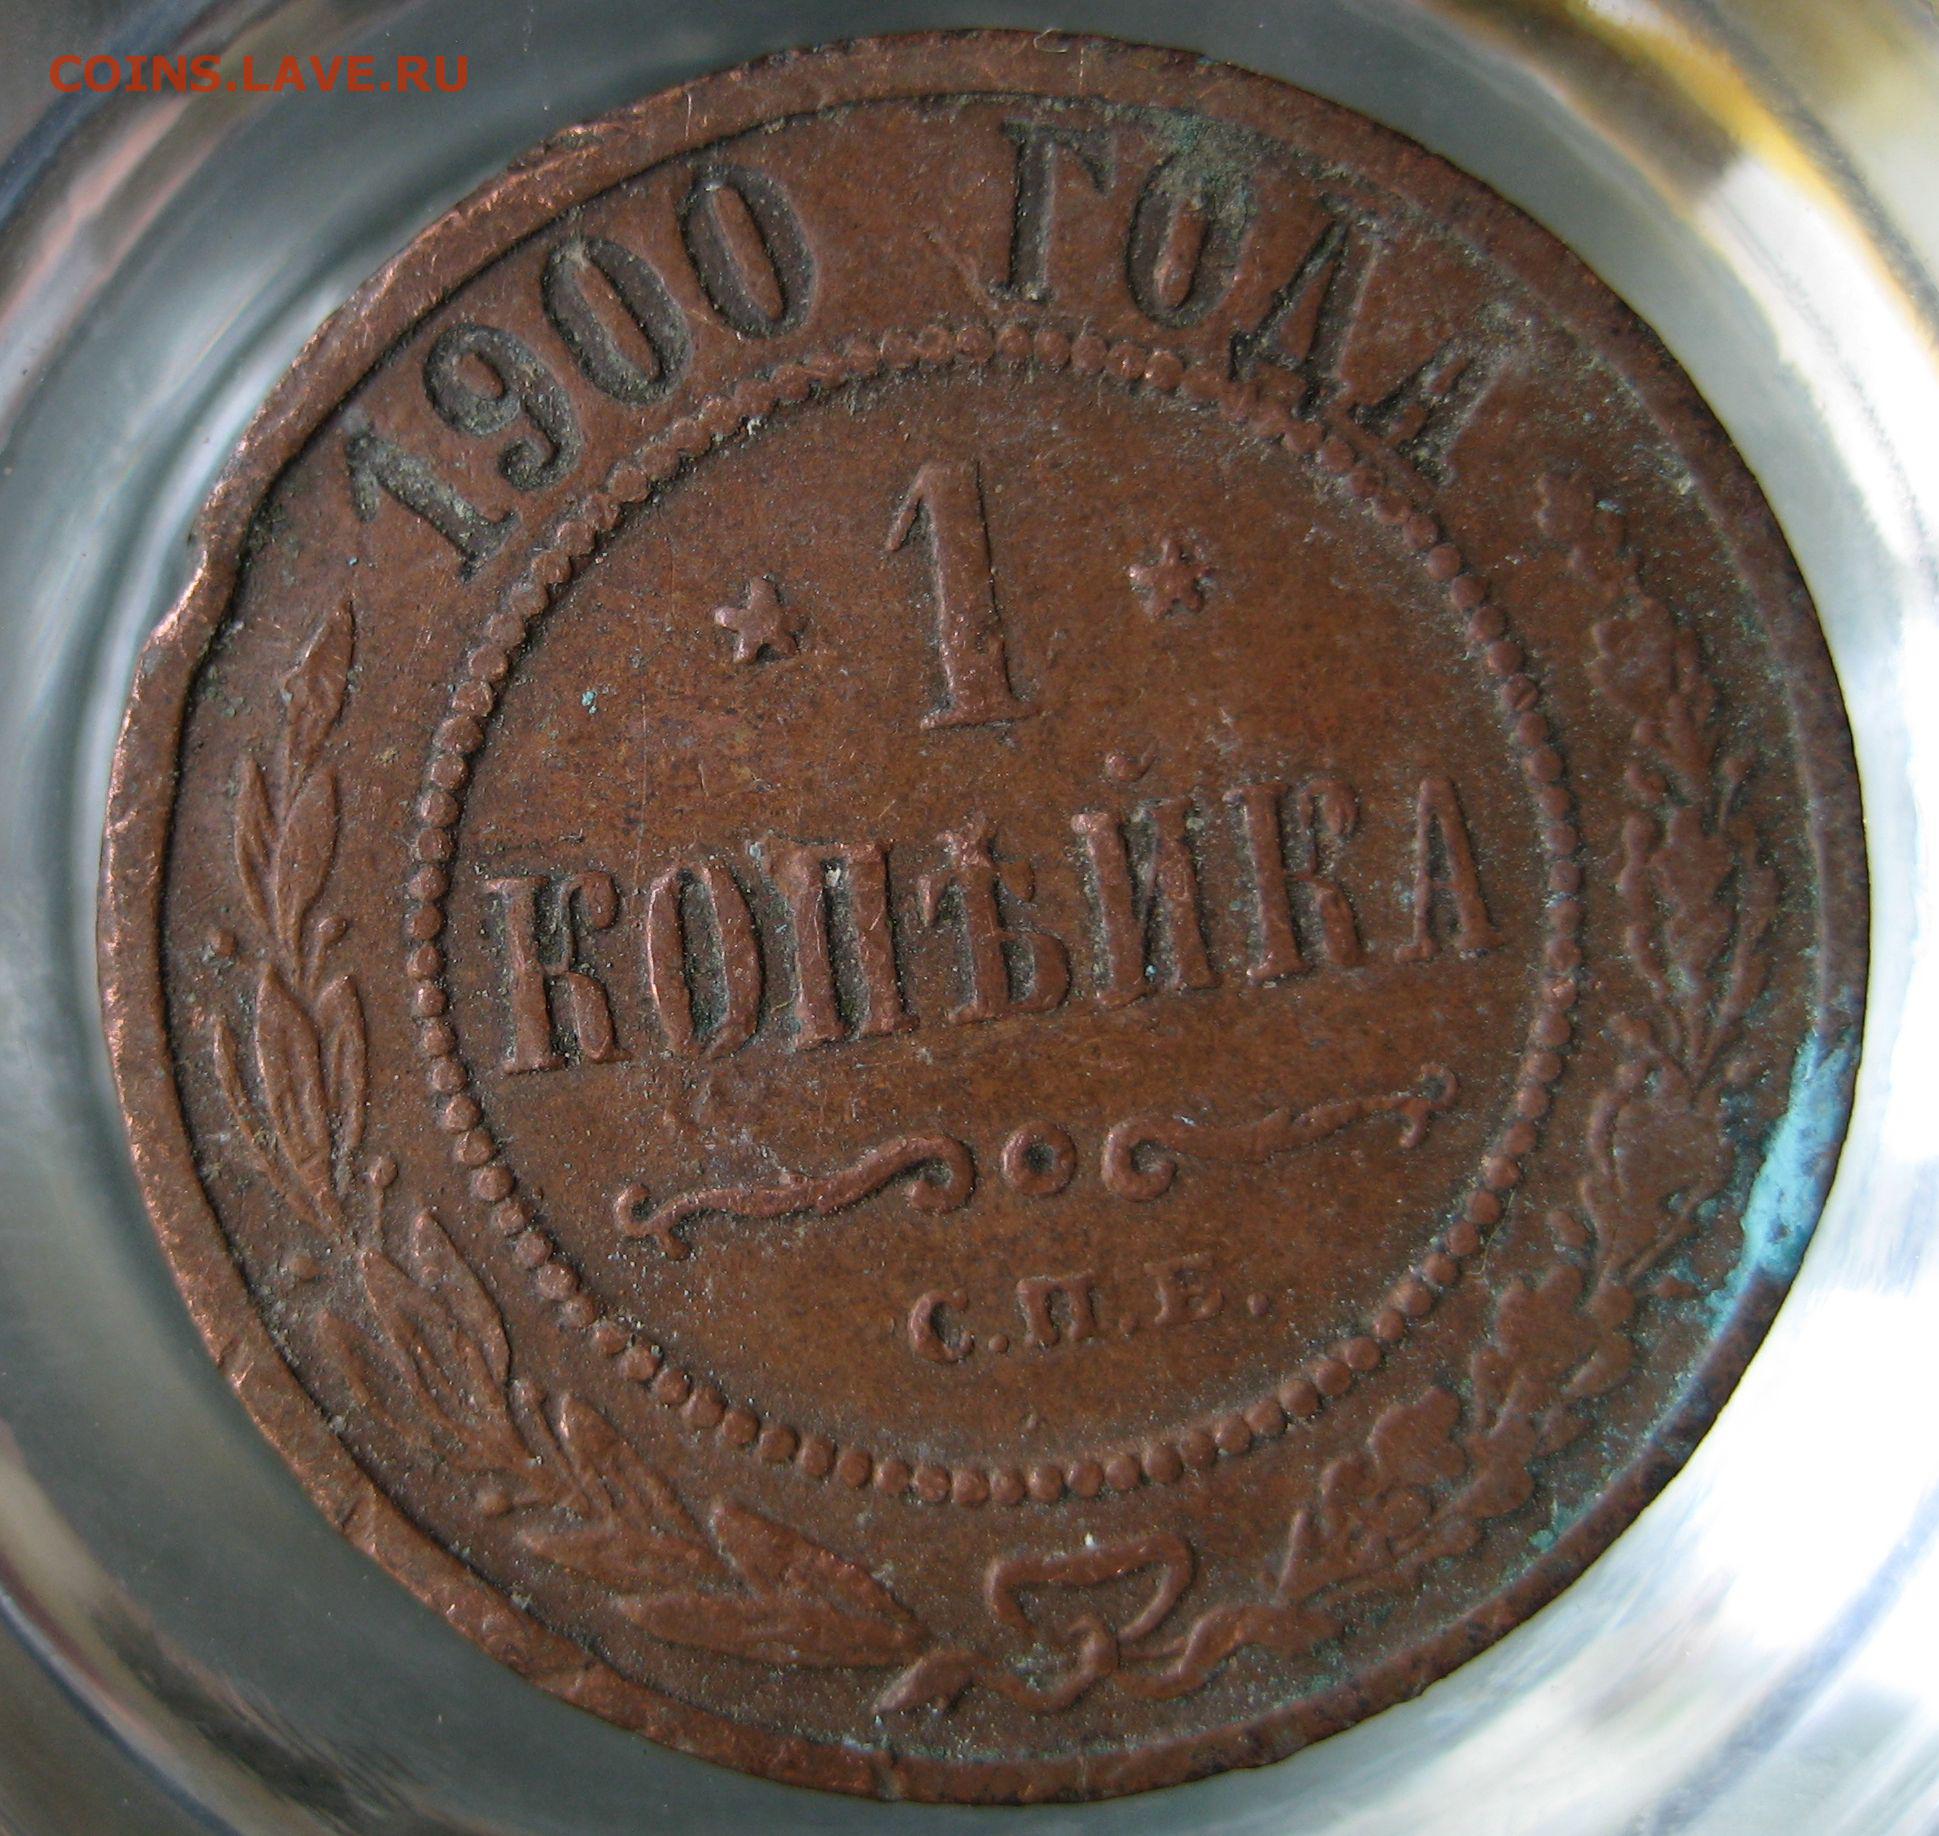 COINS.LAVE.RU
1900 ГОДА
1
КОПѢЙКА
С.П.Б.